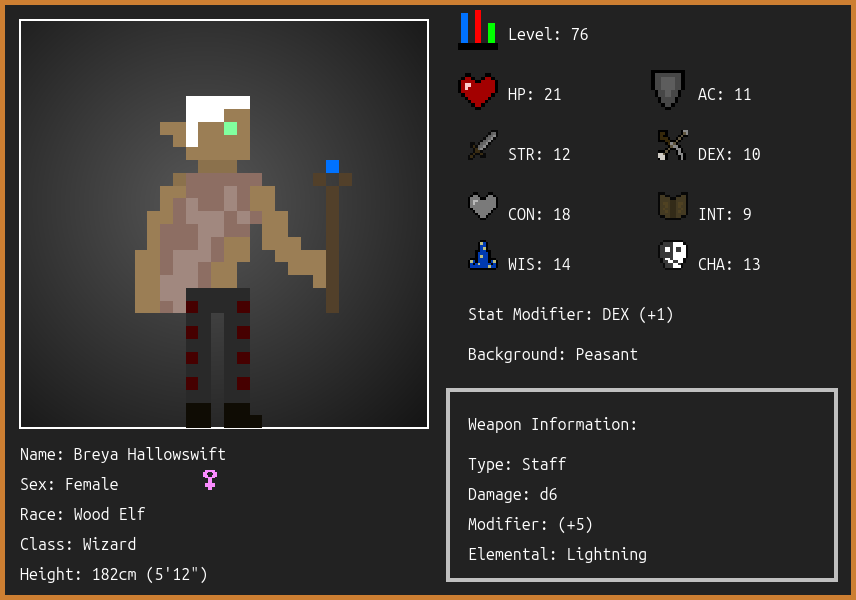 Level: 76
HP: 21
AC: 11
STR: 12
DEX: 10
CON: 18
INT: 9
WIS: 14
CHA: 13
Stat Modifier: DEX (+1)
Background: Peasant
Weapon Information:
Type: Staff
Damage: d6
Modifier: (+5)
Elemental: Lightning
Name: Breya Hallowswift
Sex: Female
Race: Wood Elf
Class: Wizard
Height: 182cm (5'12")